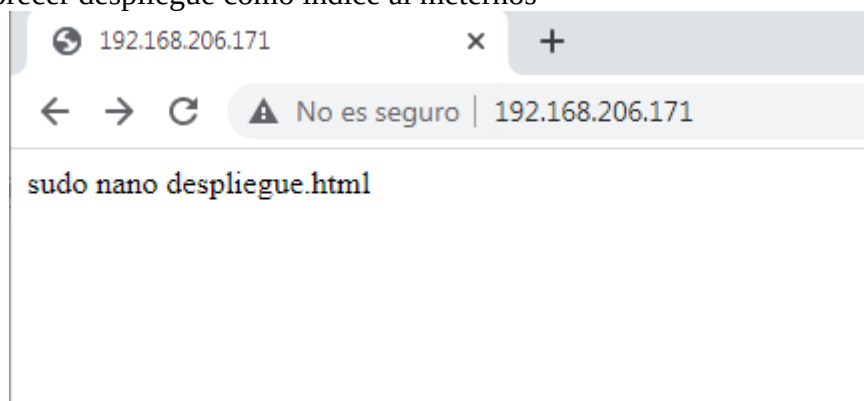 despliegue como índice al meternos
192.168.206.171
No es seguro | 192.168.206.171
sudo nano despliegue.html